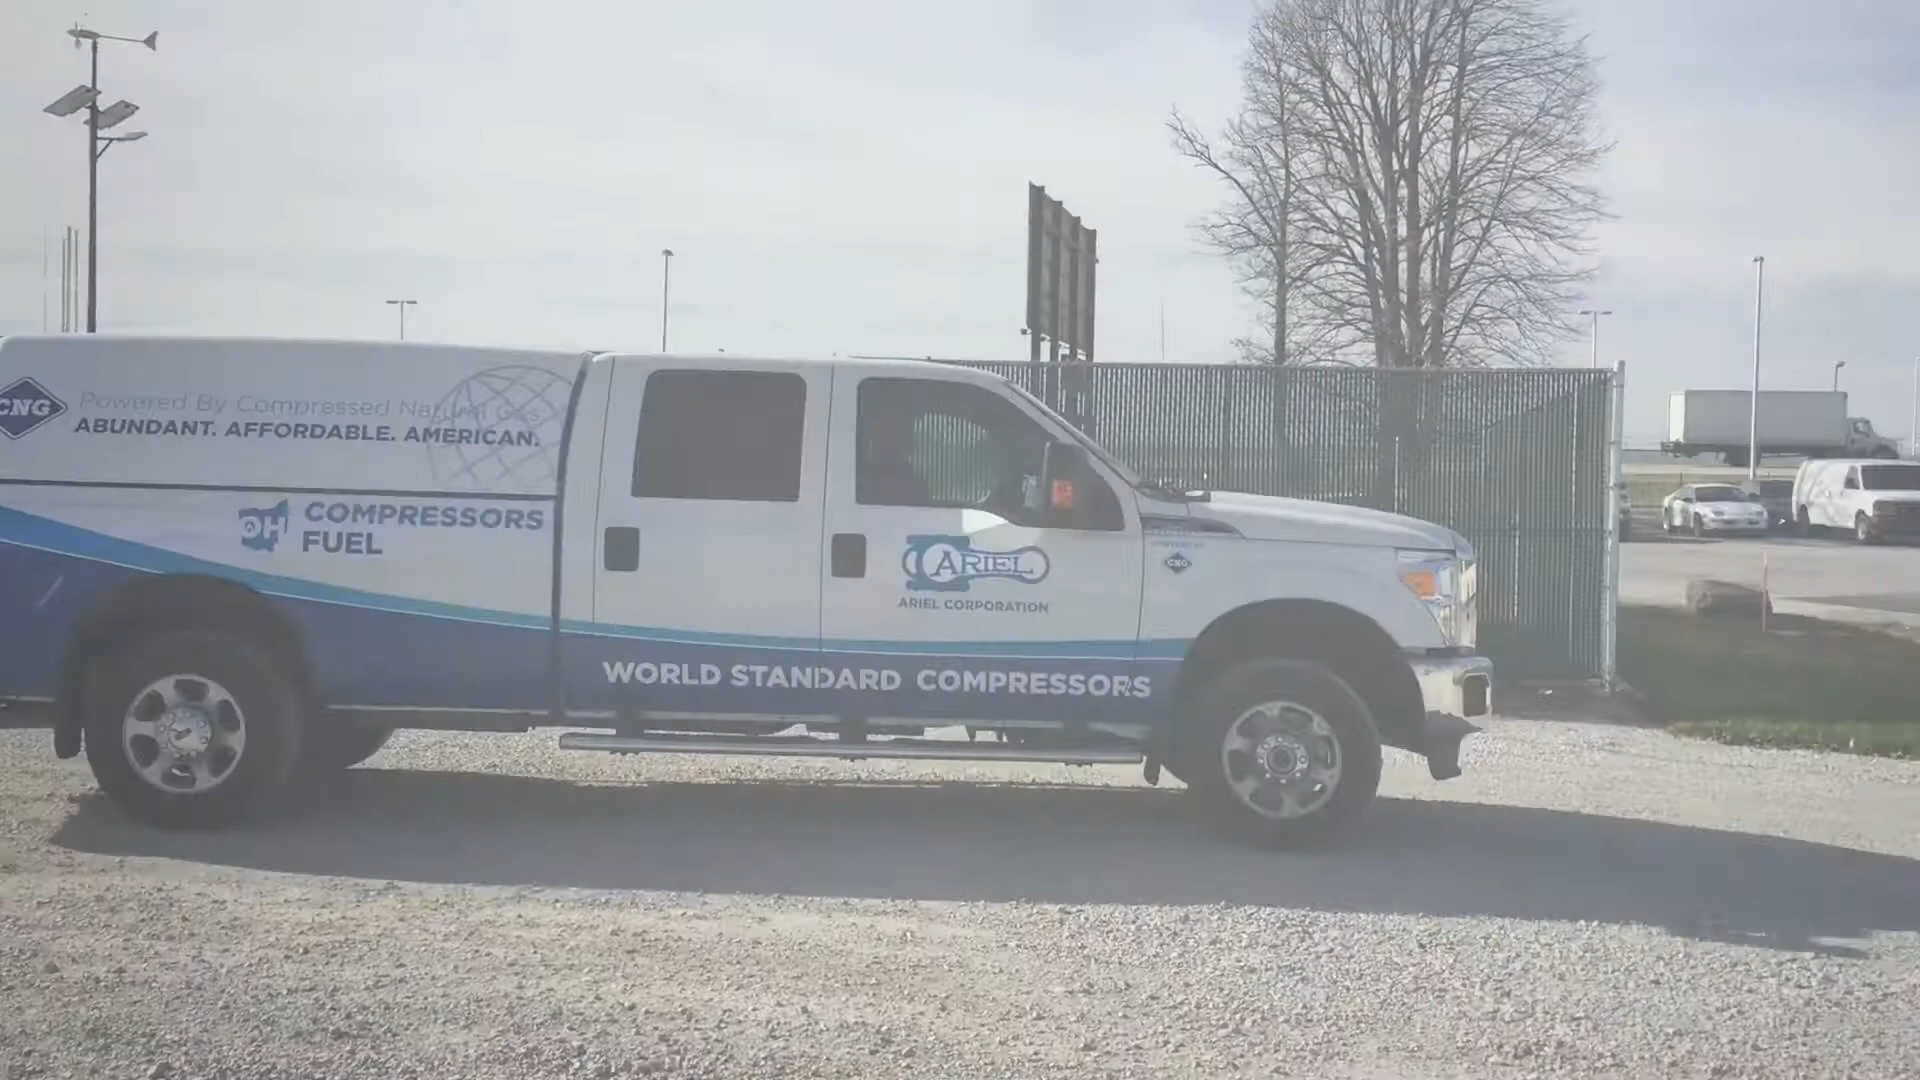 CNG
Powered By Compressed Natural Gas
ABUNDANT. AFFORDABLE. AMERICAN.
OH
COMPRESSORS
FUEL
ARIEL
ARIEL CORPORATION
CNG
WORLD STANDARD COMPRESSORS